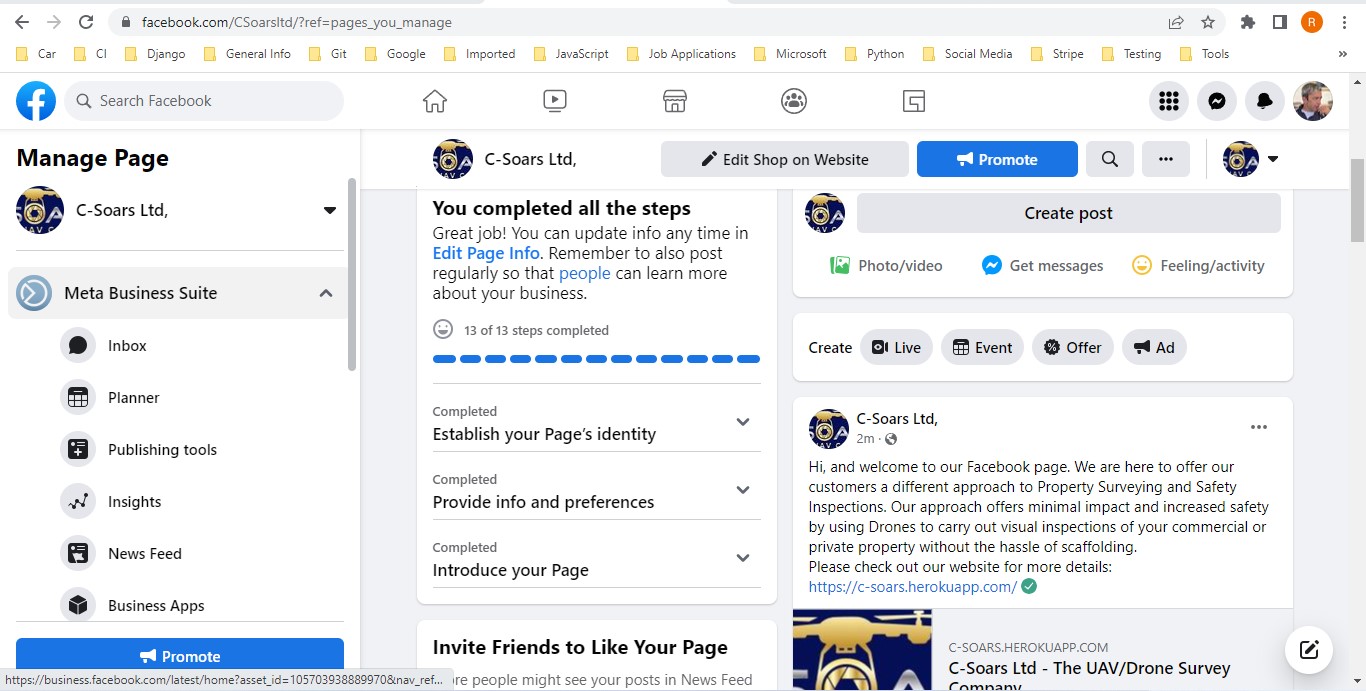 facebook.com/CSoarsltd/?ref=pages_you_manage
R
Car
CI
Django
General Info
Git
Google
Imported
JavaScript
Job Applications
Microsoft
Python
Social Media
Stripe
Testing
Tools
»
Search Facebook
Manage Page
C-Soars Ltd,
Meta Business Suite
Inbox
Planner
Publishing tools
Insights
News Feed
Business Apps
Promote
https://business.facebook.com/latest/home?asset_id=105703938889970&nav_ref...
C-Soars Ltd,
Edit Shop on Website
Promote
You completed all the steps
Great job! You can update info any time in
Edit Page Info. Remember to also post
regularly so that people can learn more
about your business.
13 of 13 steps completed
Completed
Establish your Page's identity
Completed
Provide info and preferences
Completed
Introduce your Page
Invite Friends to Like Your Page
re people might see your posts in News Feed
Create post
Photo/video
Get messages
Feeling/activity
Create
Live
Event
Offer
Ad
C-Soars Ltd,
2m ·
Hi, and welcome to our Facebook page. We are here to offer our
customers a different approach to Property Surveying and Safety
Inspections. Our approach offers minimal impact and increased safety
by using Drones to carry out visual inspections of your commercial or
private property without the hassle of scaffolding.
Please check out our website for more details:
https://c-soars.herokuapp.com/
C-SOARS.HEROKUAPP.COM
C-Soars Ltd - The UAV/Drone Survey
Company